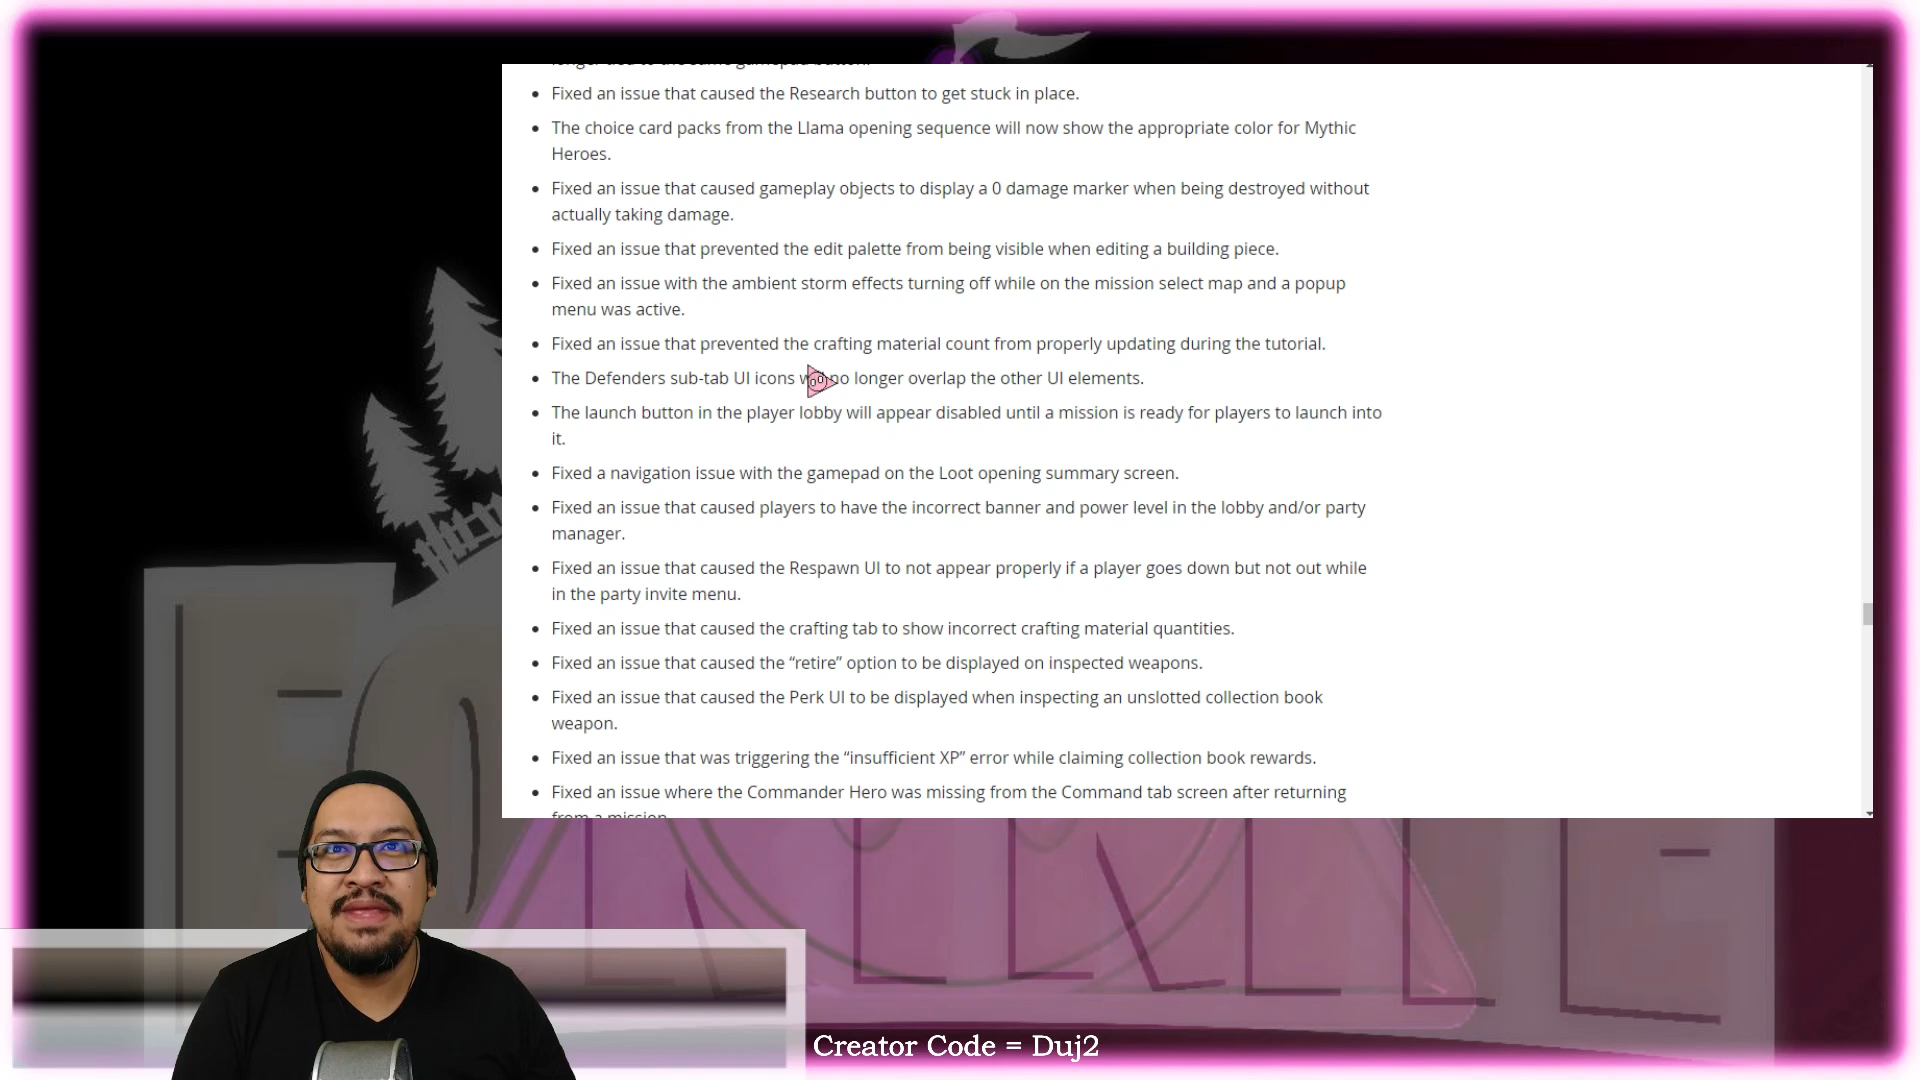 Fixed an issue that caused the Research button to get stuck in place.
The choice card packs from the Llama opening sequence will now show the appropriate color for Mythic
Heroes.
Fixed an issue that caused gameplay objects to display a 0 damage marker when being destroyed without
actually taking damage.
Fixed an issue that prevented the edit palette from being visible when editing a building piece.
Fixed an issue with the ambient storm effects turning off while on the mission select map and a popup
menu was active.
Fixed an issue that prevented the crafting material count from properly updating during the tutorial.
The Defenders sub-tab UI icons no longer overlap the other UI elements.
The launch button in the player lobby will appear disabled until a mission is ready for players to launch into
it.
Fixed a navigation issue with the gamepad on the Loot opening summary screen.
Fixed an issue that caused players to have the incorrect banner and power level in the lobby and/or party
manager.
Fixed an issue that caused the Respawn UI to not appear properly if a player goes down but not out while
in the party invite menu.
Fixed an issue that caused the crafting tab to show incorrect crafting material quantities.
Fixed an issue that caused the “retire” option to be displayed on inspected weapons.
Fixed an issue that caused the Perk UI to be displayed when inspecting an unslotted collection book
weapon.
Fixed an issue that was triggering the “insufficient XP” error while claiming collection book rewards.
Fixed an issue where the Commander Hero was missing from the Command tab screen after returning
from a mission.
Creator Code = Duj2